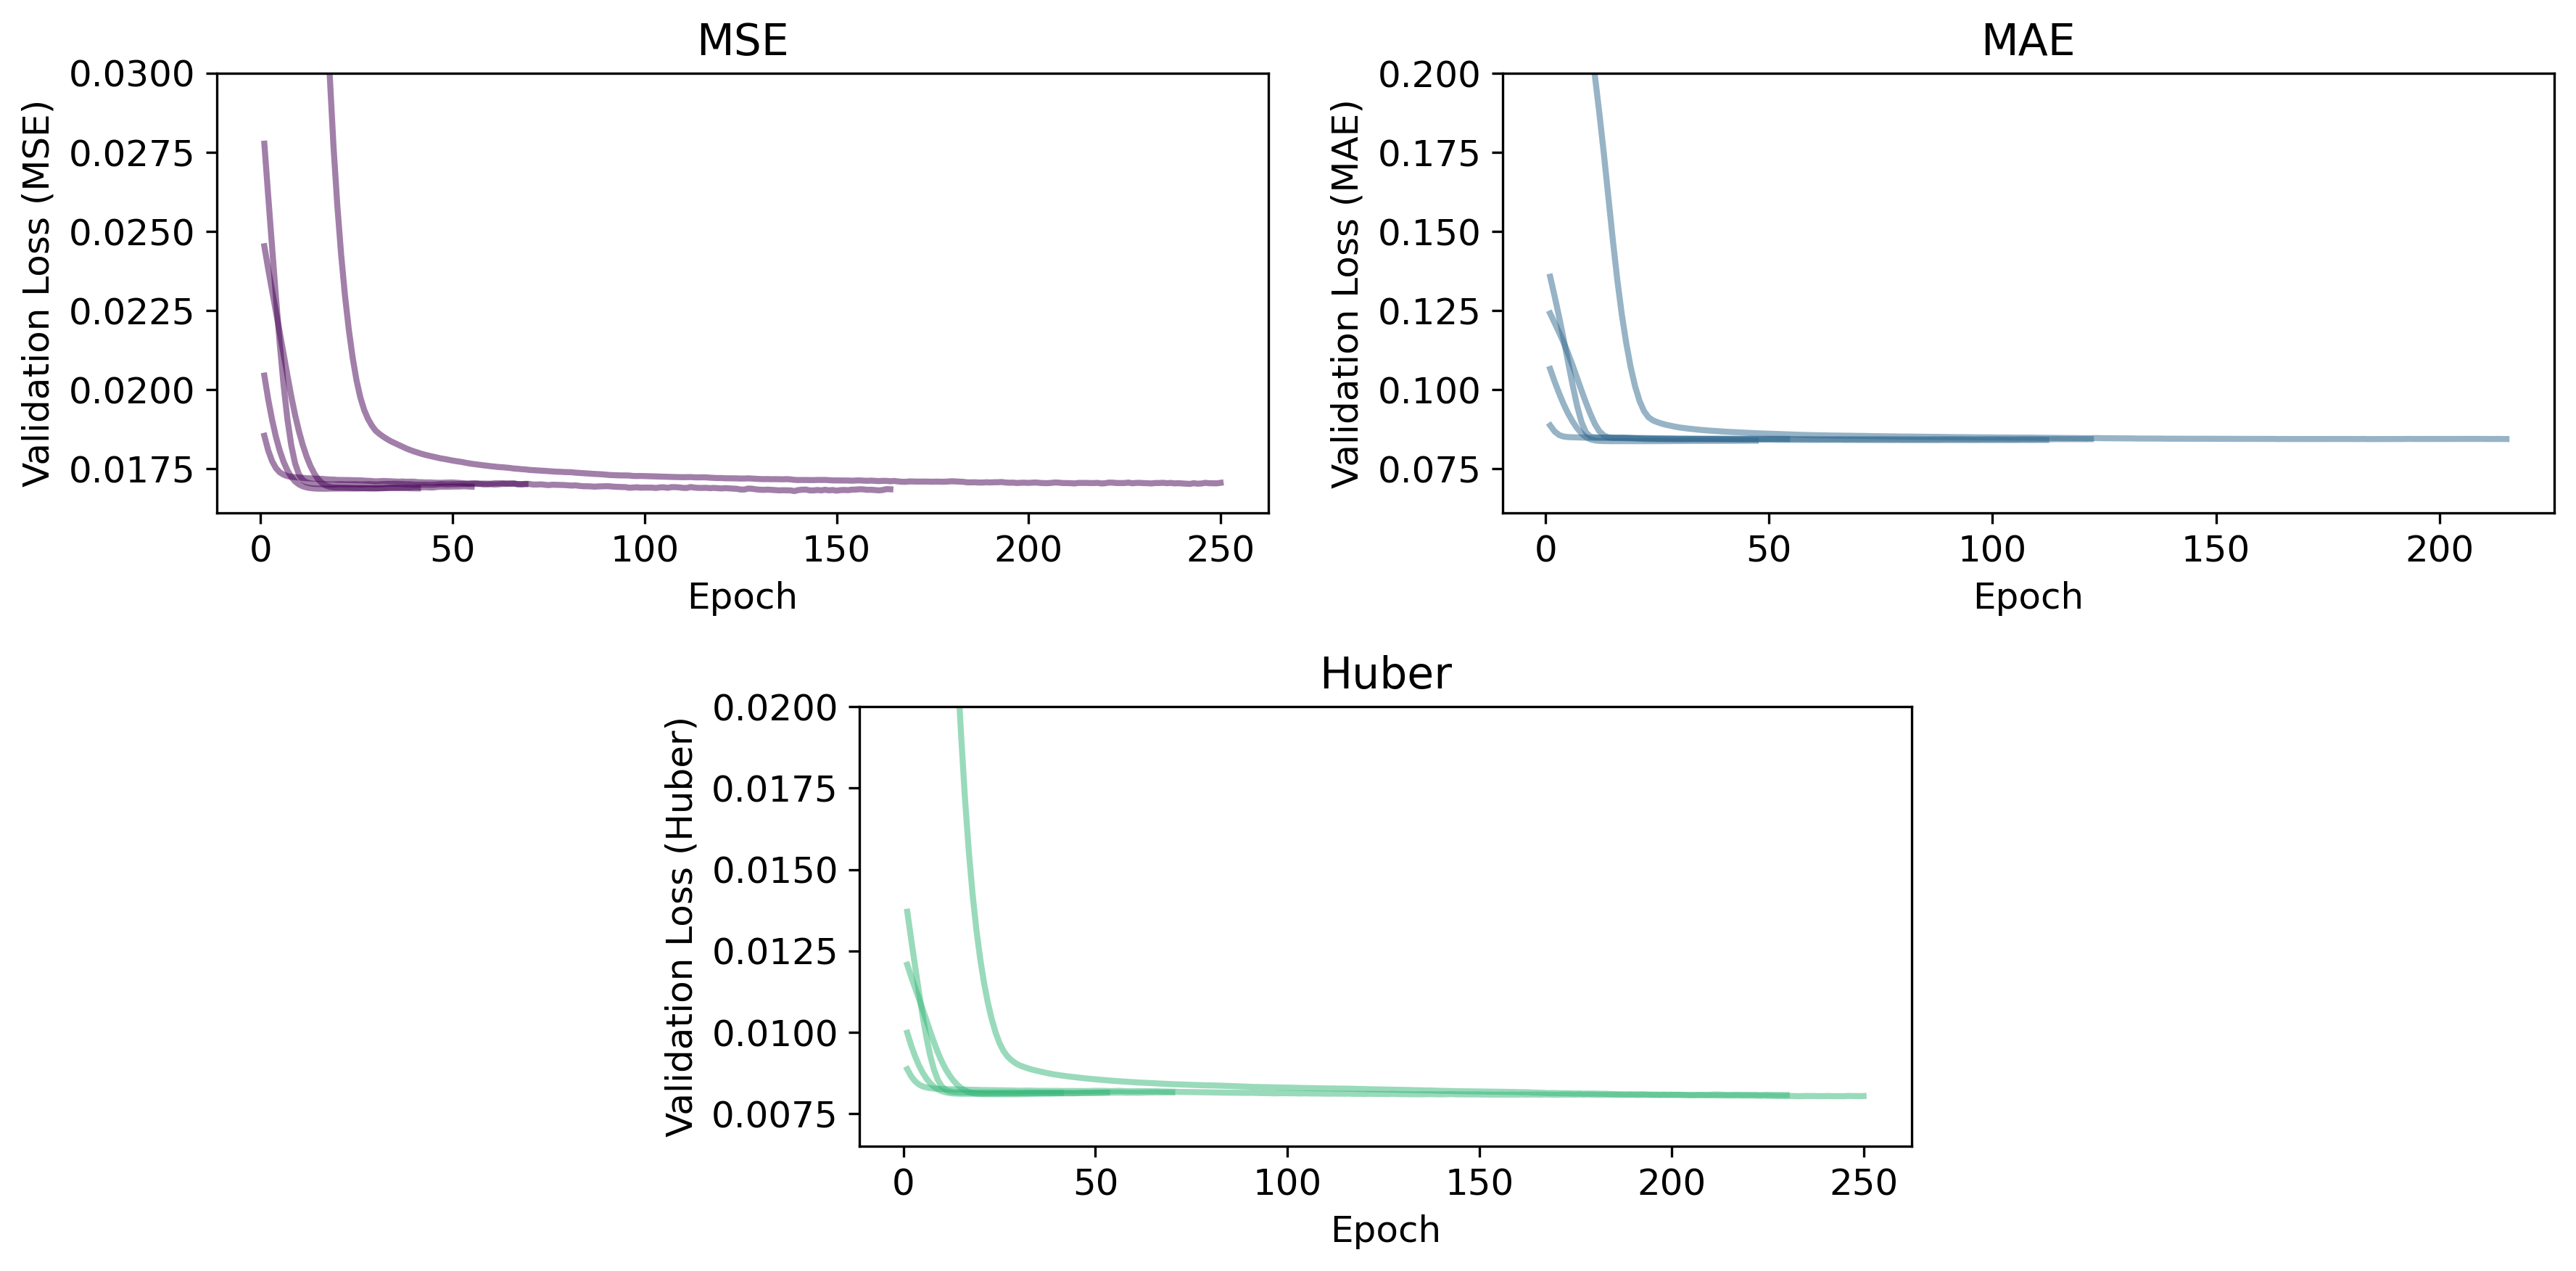 MSE
0.0300
0.0275
0.0250
0.0225
0.0200
0.0175
Validation Loss (MSE)
0 50 100 150 200 250
Epoch
MAE
0.200
0.175
0.150
0.125
0.100
0.075
Validation Loss (MAE)
0 50 100 150 200
Epoch
Huber
0.0200
0.0175
0.0150
0.0125
0.0100
0.0075
Validation Loss (Huber)
0 50 100 150 200 250
Epoch